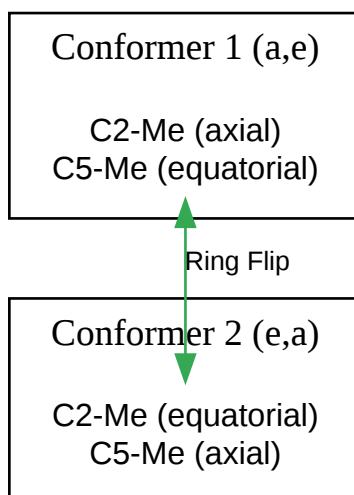 Conformer 1 (a,e)
C2-Me (axial)
C5-Me (equatorial)
Ring Flip
Conformer 2 (e,a)
C2-Me (equatorial)
C5-Me (axial)